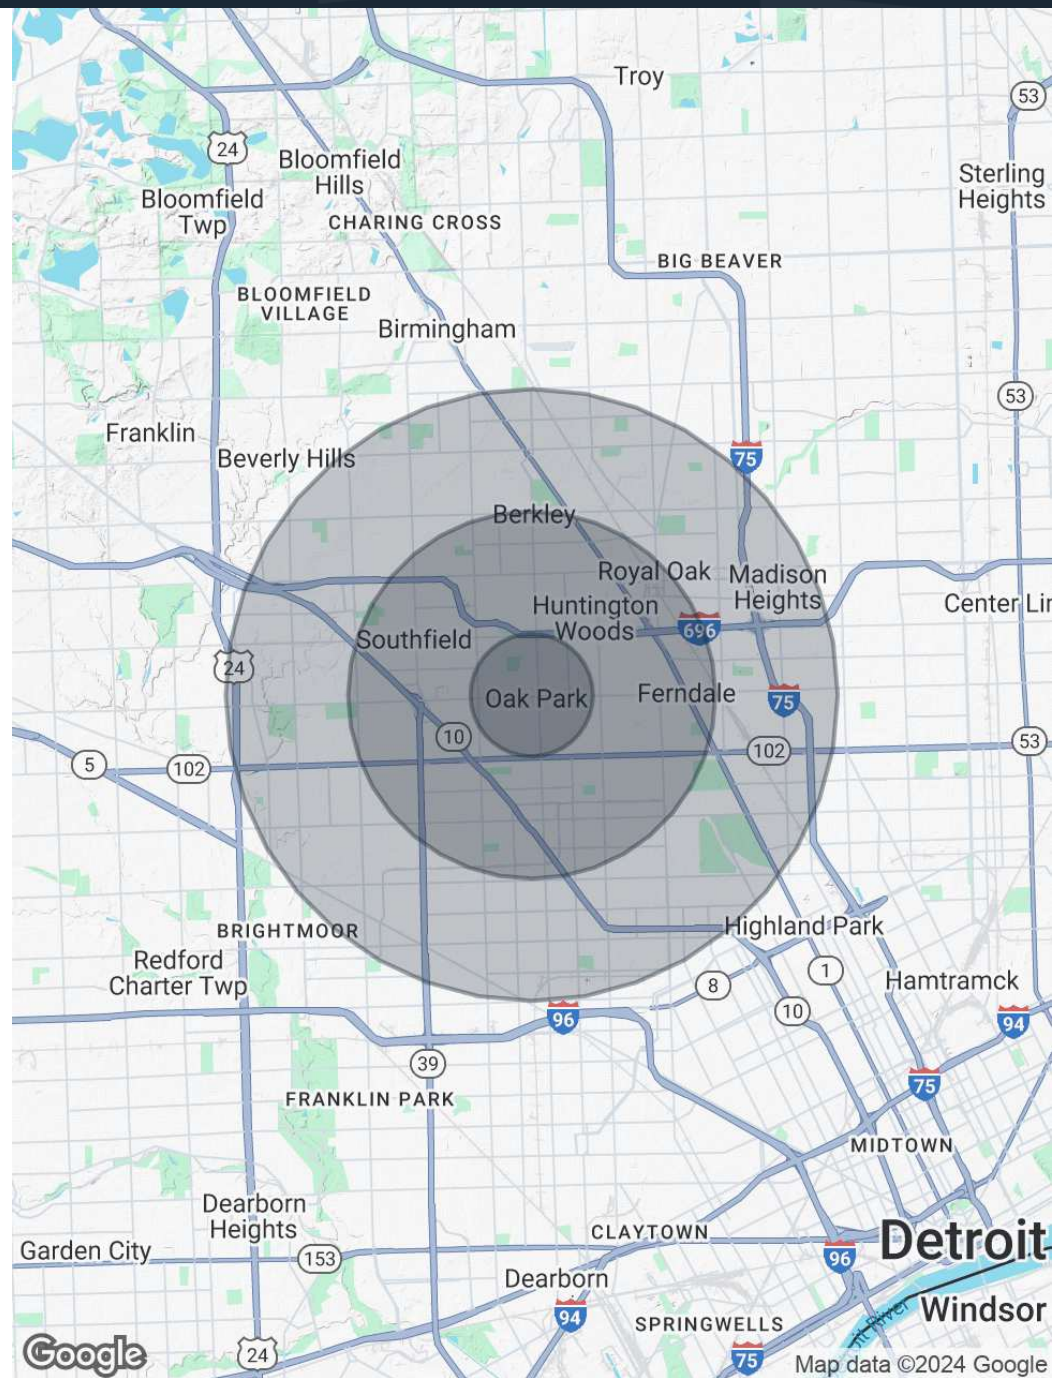 Troy
53
24
Bloomfield
Hills
Sterling
Heights
Bloomfield
Twp
CHARING CROSS
BIG BEAVER
BLOOMFIELD
VILLAGE
Birmingham
53
Franklin
Beverly Hills
75
Berkley
Royal Oak
Madison
Heights
Huntington
Woods
Center Lin
696
Southfield
24
Oak Park
Ferndale
75
10
53
102
5
102
BRIGHTMOOR
Highland Park
Redford
Charter Twp
1
Hamtramck
8
10
96
94
39
75
FRANKLIN PARK
MIDTOWN
Dearborn
Heights
CLAYTOWN
Detroit
Garden City
153
96
Dearborn
94
SPRINGWELLS
it River
Windsor
Google
24
75
Map data ©2024 Google